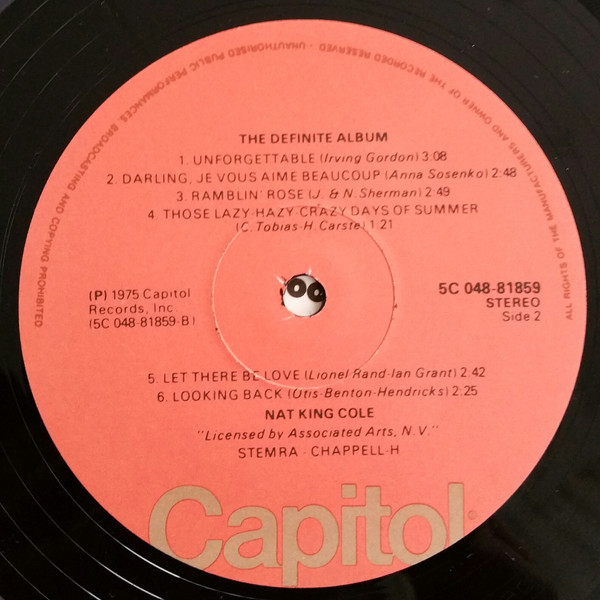 ALL RIGHTS OF THE MANUFACTURERS AND OWNER OF THE RECORDED RESERVED - UNAUTHORISED PUBLIC PERFORMANCES, BROADCASTING AND COPYING PROHIBITED
THE DEFINITE ALBUM
1. UNFORGETTABLE (Irving Gordon) 3:08
2. DARLING, JE VOUS AIME BEAUCOUP (Anna Sosenko) 2:48
3. RAMBLIN' ROSE (J. & N. Sherman) 2:49
4. THOSE LAZY-HAZY-CRAZY DAYS OF SUMMER
(C. Tobias-H. Carste) 1:21
(P) 1975 Capitol
Records, Inc
(5C 048-81859-B)
5C 048-81859
STEREO
Side 2
5. LET THERE BE LOVE (Lionel Rand-Ian Grant) 2:42
6. LOOKING BACK (Otis-Benton-Hendricks) 2:25
NAT KING COLE
"Licensed by Associated Arts, N.V."
STEMRA - CHAPPELL-H
Capitol®